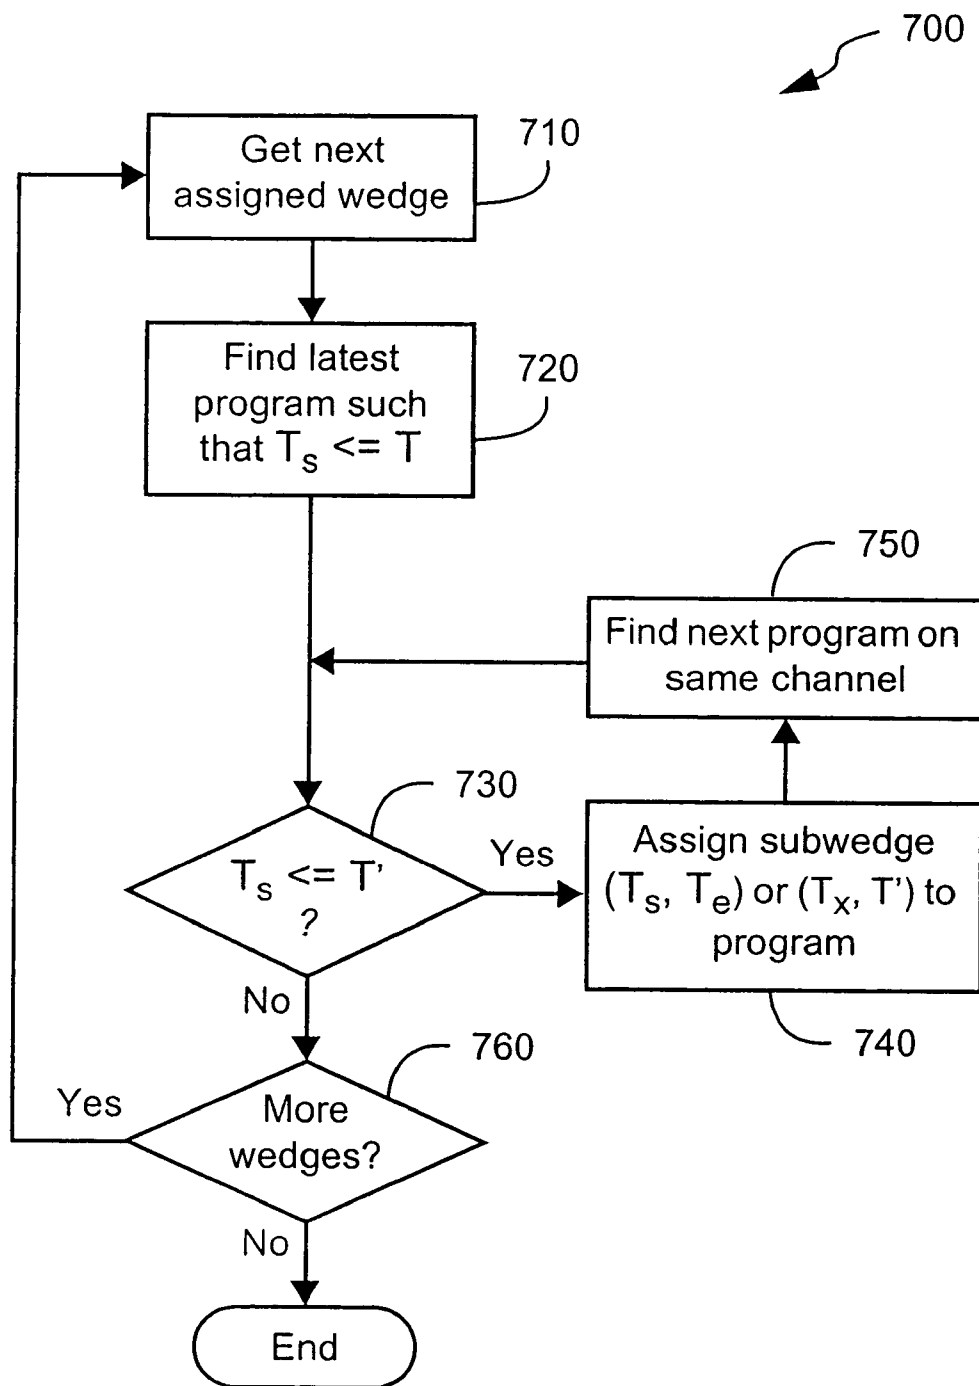 700
Get next
assigned wedge
710
Find latest
program such
that Ts <= T
720
750
Find next program on
same channel
730
Ts <= T'
?
Yes
Assign subwedge
(Ts, Te) or (Tx, T') to
program
740
No
760
More
wedges?
Yes
No
End